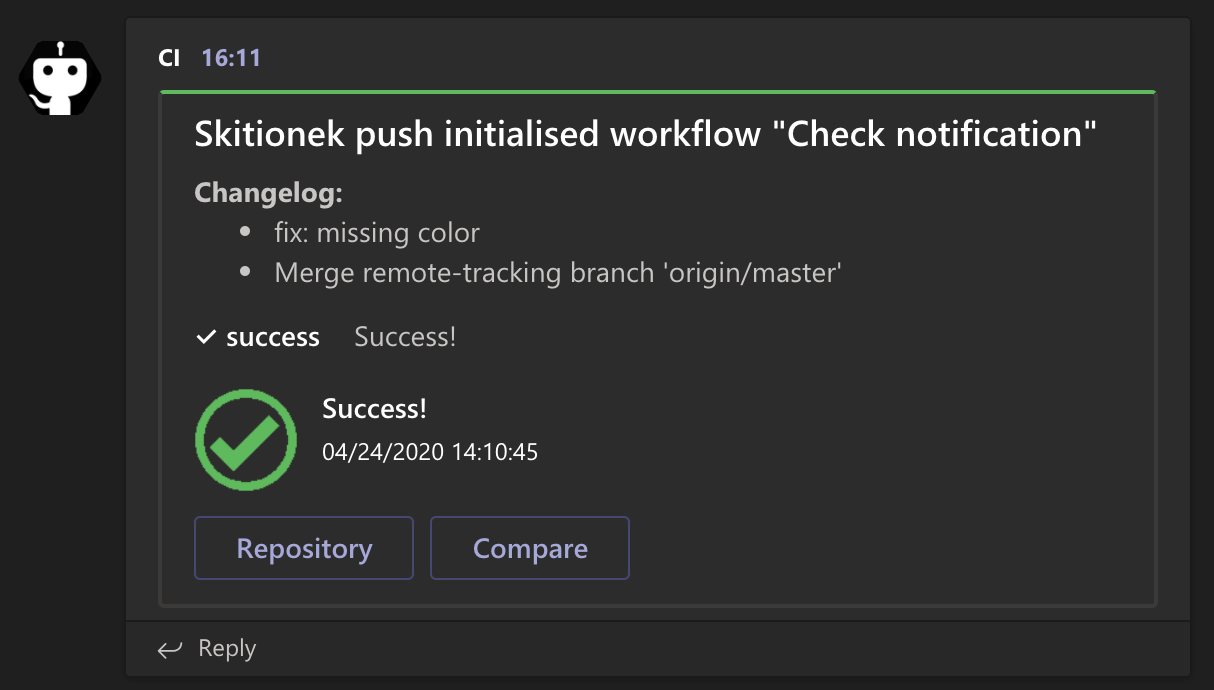 CI 16:11
Skitionek push initialised workflow "Check notification"
Changelog:
fix: missing color
Merge remote-tracking branch 'origin/master'
success Success!
Success!
04/24/2020 14:10:45
Repository Compare
Reply